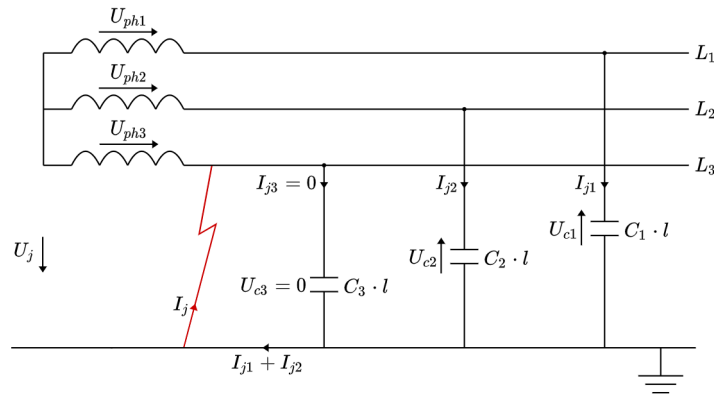 U_{ph1}
L_1
U_{ph2}
L_2
U_{ph3}
L_3
I_{j3} = 0
I_{j2}
I_{j1}
U_{c1}
C_1 · l
U_j
U_{c2}
C_2 · l
U_{c3} = 0
C_3 · l
I_j
I_{j1} + I_{j2}